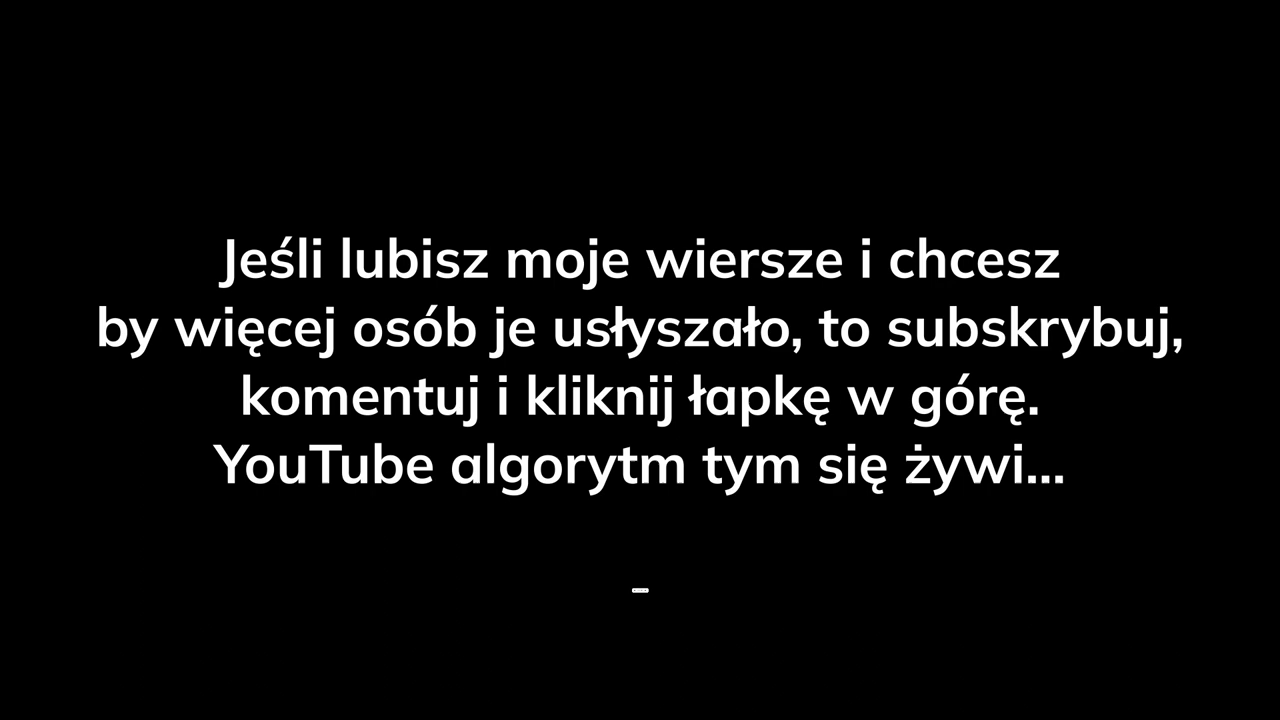 Jeśli lubisz moje wiersze i chcesz
by więcej osób je usłyszało, to subskrybuj,
komentuj i kliknij łapkę w górę.
YouTube algorytm tym się żywi...